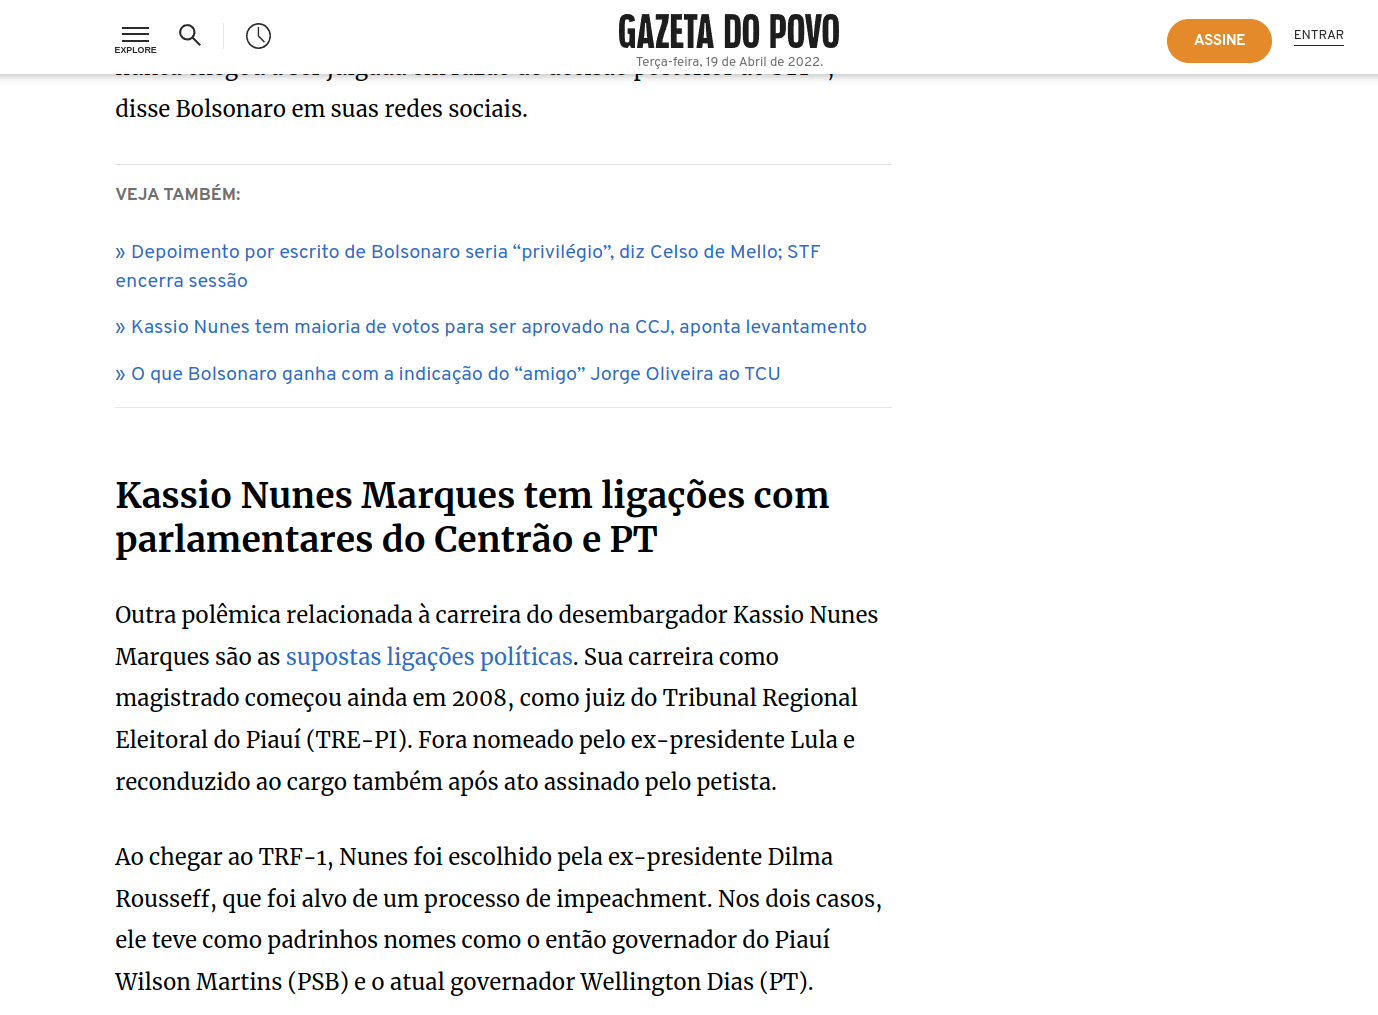 EXPLORE
GAZETA DO POVO
Terça-feira, 19 de Abril de 2022.
ASSINE
ENTRAR
disse Bolsonaro em suas redes sociais.
VEJA TAMBÉM:
» Depoimento por escrito de Bolsonaro seria “privilégio”, diz Celso de Mello; STF
encerra sessão
» Kassio Nunes tem maioria de votos para ser aprovado na CCJ, aponta levantamento
» O que Bolsonaro ganha com a indicação do “amigo” Jorge Oliveira ao TCU
Kassio Nunes Marques tem ligações com
parlamentares do Centrão e PT
Outra polêmica relacionada à carreira do desembargador Kassio Nunes
Marques são as supostas ligações políticas. Sua carreira como
magistrado começou ainda em 2008, como juiz do Tribunal Regional
Eleitoral do Piauí (TRE-PI). Fora nomeado pelo ex-presidente Lula e
reconduzido ao cargo também após ato assinado pelo petista.
Ao chegar ao TRF-1, Nunes foi escolhido pela ex-presidente Dilma
Rousseff, que foi alvo de um processo de impeachment. Nos dois casos,
ele teve como padrinhos nomes como o então governador do Piauí
Wilson Martins (PSB) e o atual governador Wellington Dias (PT).